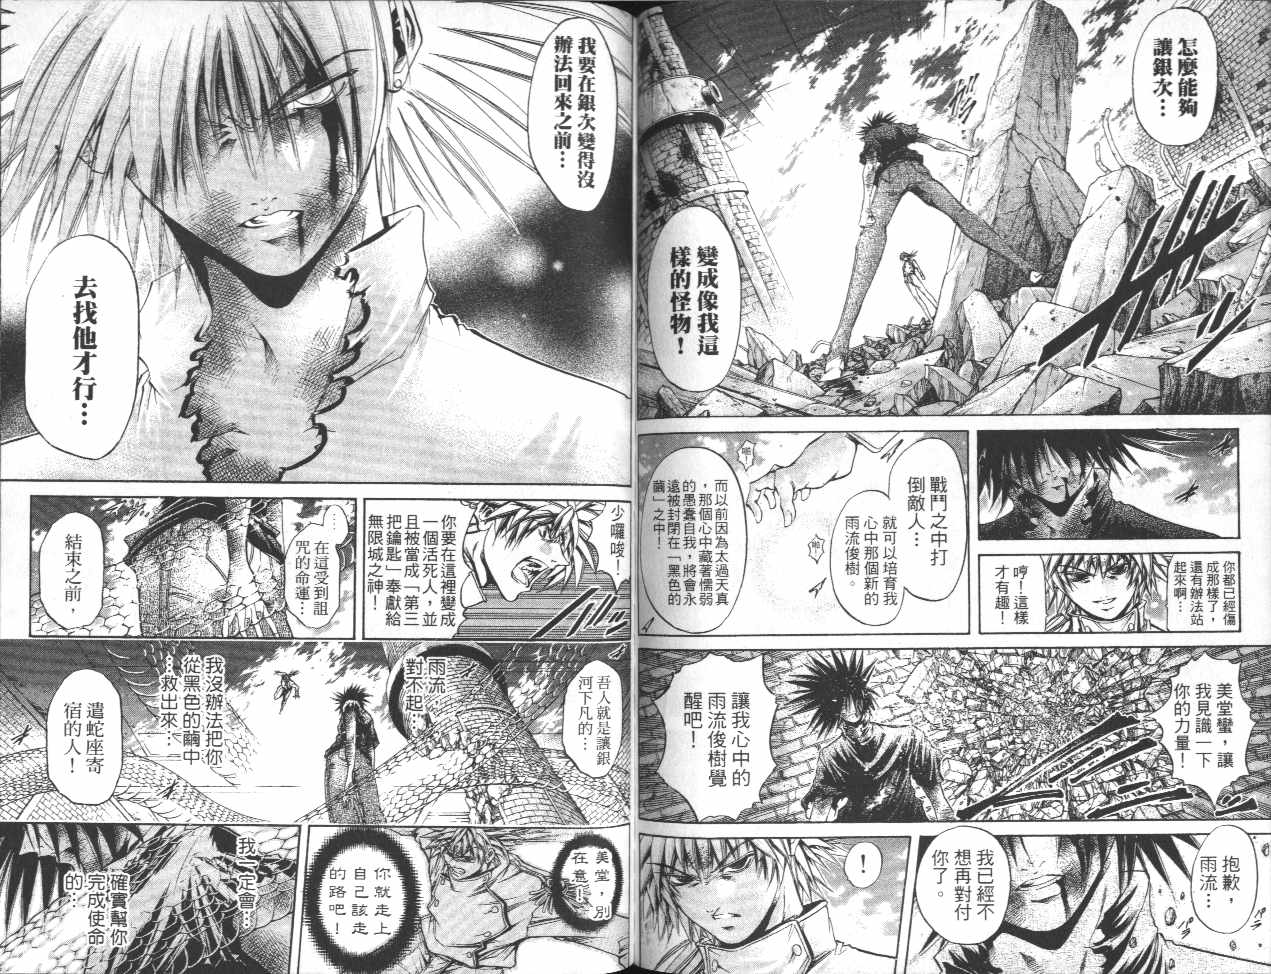 怎麼能夠
讓銀次…
變成像我這
樣的怪物！
你都已經傷
成那樣了，
還有辦法站
起來啊…
哼！這樣
才有趣！
戰鬥之中打
倒敵人…
就可以培育我
心中那個新的
雨流俊樹。
啪！
啪！
而以前因為太過天真
，那個心中藏著懦弱
的愚蠢自我，將會永
遠被封閉在「黑色的
繭」之中！
美堂蠻，讓
我見識一下
你的力量！
讓我心中的
雨流俊樹覺
醒吧！
抱歉，
雨流…
我已經不
想再對付
你了。
！
我要在銀次變得沒
辦法回來之前…
去找他才行…
少囉唆！
你要在這裡變成
一個活死人，並
且被當成「第三
把鑰匙」奉獻給
無限城之神！
……
在這受到詛
咒的命運…
結束之前，
吾人就是讓銀
河下凡的…
雨流，
對不起…
我沒辦法把你
從黑色的繭中
…救出來…
遣蛇座寄
宿的人！
美堂，別
在意！
你就走上
自己該走
的路吧！
我一定會…
確實幫你
完成使命
的…